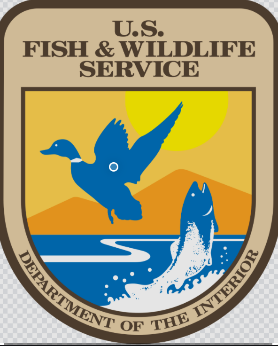 U.S.
FISH & WILDLIFE
SERVICE
DEPARTMENT OF THE INTERIOR